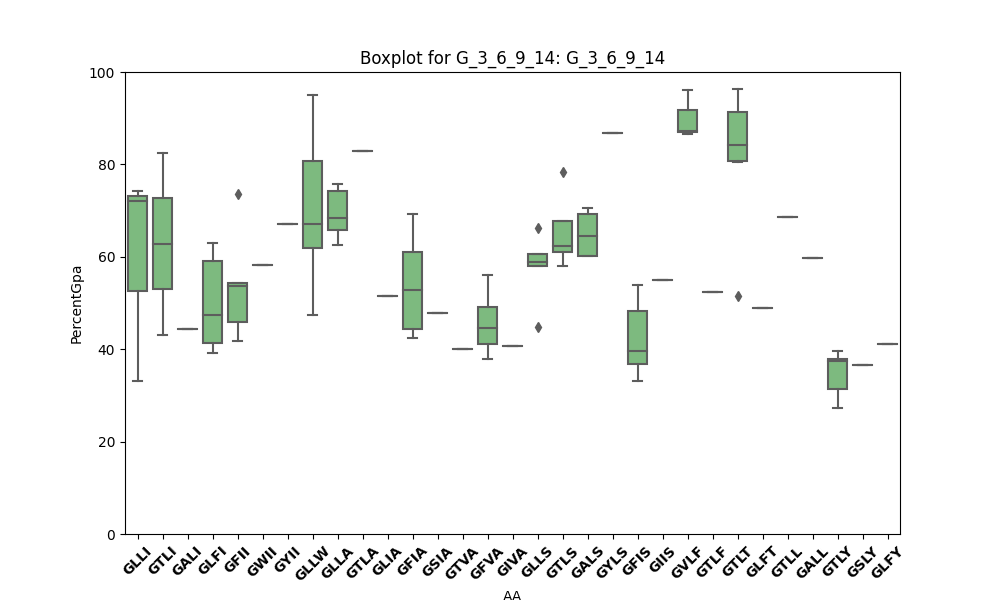 Boxplot for G_3_6_9_14: G_3_6_9_14
100
80
60
40
20
0
PercentGpa
GLLI GTLI GALI GLFI GFII GWII GYII GLLW GLLA GTLA GLIA GFIA GSIA GTVA GFVA GIVA GLLS GTLS GALS GYLS GFIS GIIS GVLF GTLF GTLT GLFT GTLL GALL GTLY GSLY GLFY
AA